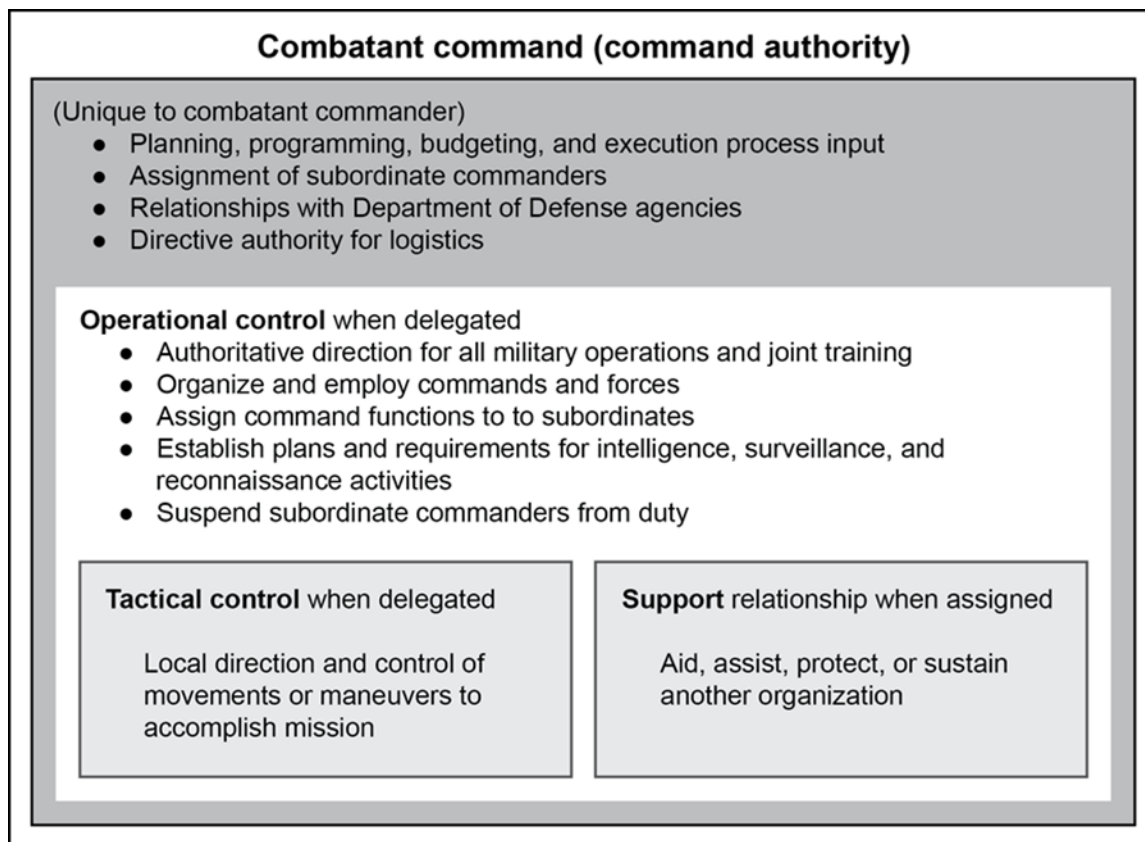 Combatant command (command authority)
(Unique to combatant commander)
● Planning, programming, budgeting, and execution process input
● Assignment of subordinate commanders
● Relationships with Department of Defense agencies
● Directive authority for logistics
Operational control when delegated
● Authoritative direction for all military operations and joint training
● Organize and employ commands and forces
● Assign command functions to to subordinates
● Establish plans and requirements for intelligence, surveillance, and
reconnaissance activities
● Suspend subordinate commanders from duty
Tactical control when delegated
Local direction and control of
movements or maneuvers to
accomplish mission
Support relationship when assigned
Aid, assist, protect, or sustain
another organization